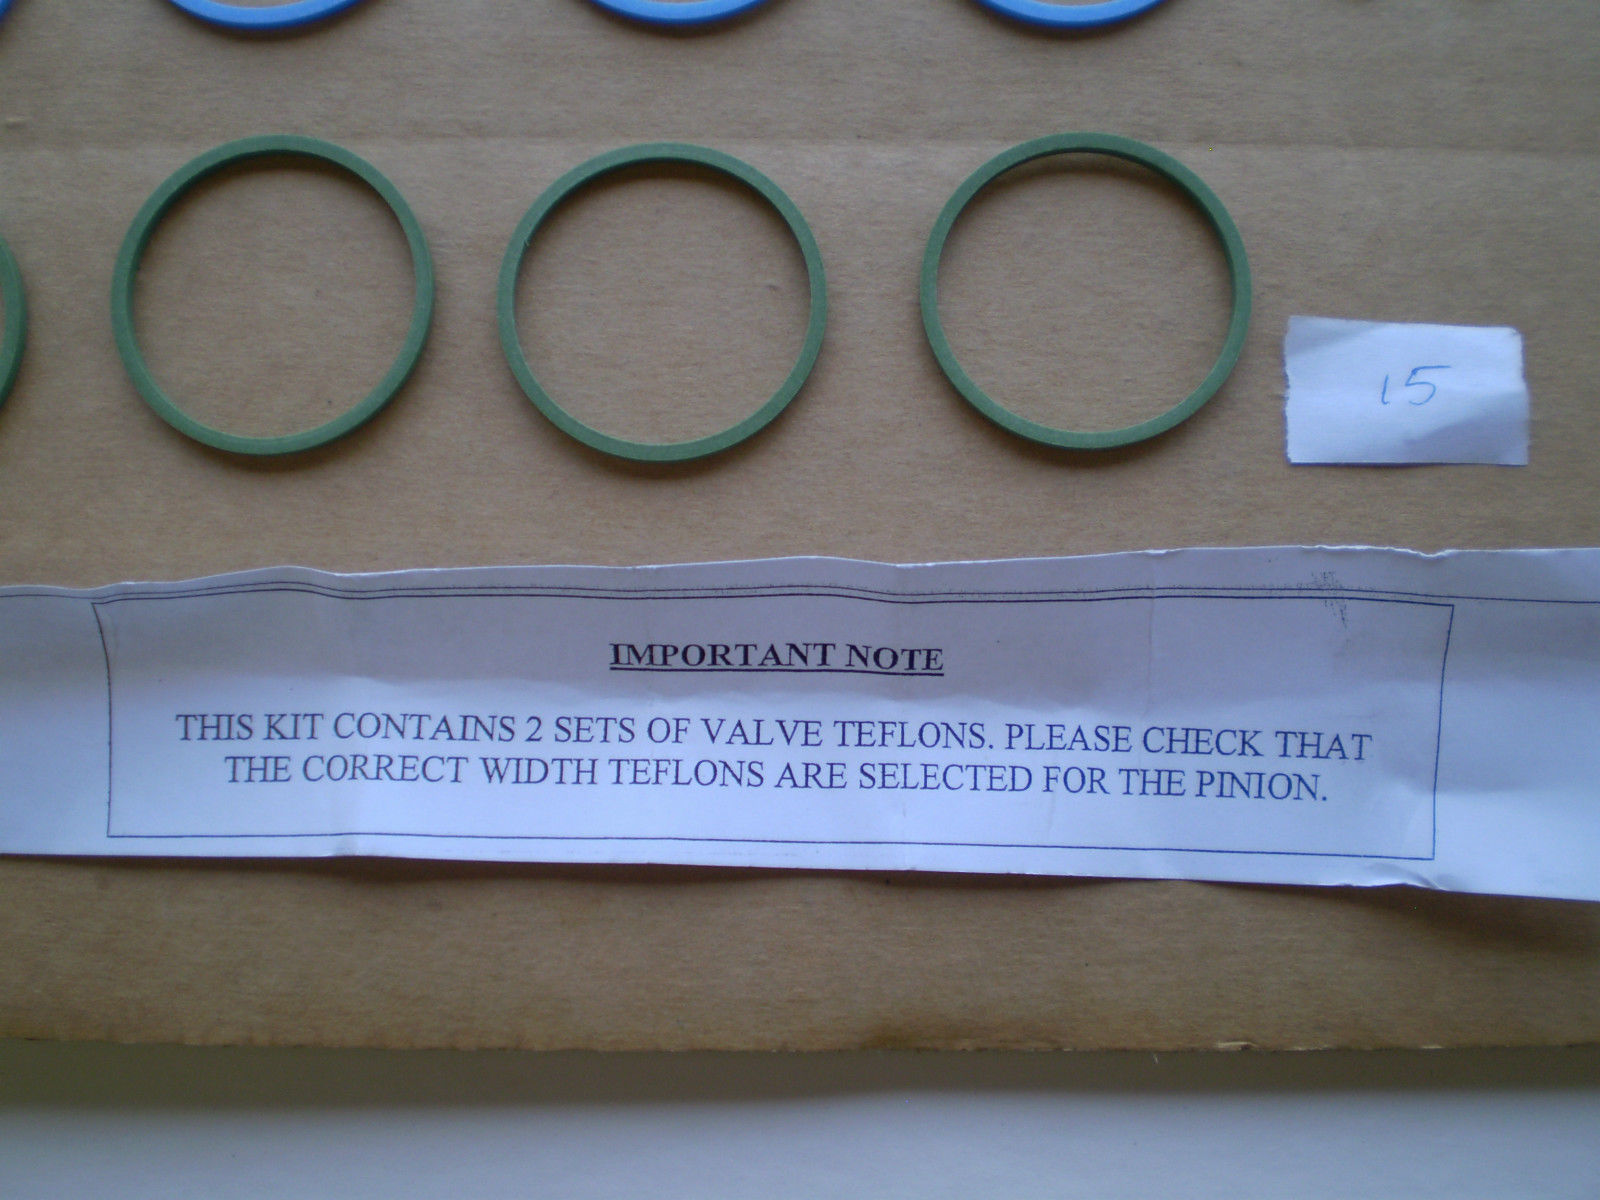 15
IMPORTANT NOTE
THIS KIT CONTAINS 2 SETS OF VALVE TEFLONS. PLEASE CHECK THAT
THE CORRECT WIDTH TEFLONS ARE SELECTED FOR THE PINION.